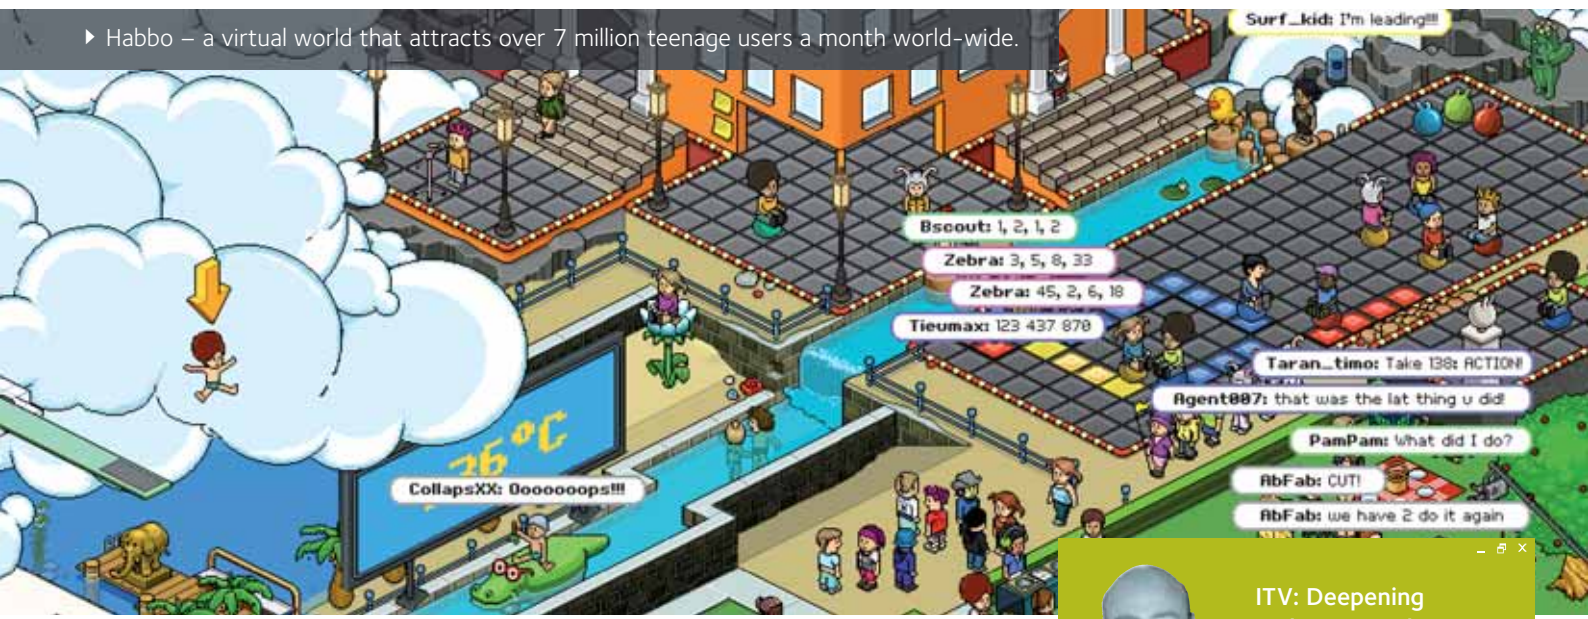 Habbo – a virtual world that attracts over 7 million teenage users a month world-wide.
Surf_kid: I'm leading!!!
Bscout: 1, 2, 1, 2
Zebra: 3, 5, 8, 33
Zebra: 45, 2, 6, 18
Tieumax: 123 437 870
Taran_timo: Take 138: ACTION!
Agent007: that was the lat thing u did!
PamPam: What did I do?
36°C
CollapsXX: Ooooooops!!!
AbFab: CUT!
AbFab: we have 2 do it again
ITV: Deepening